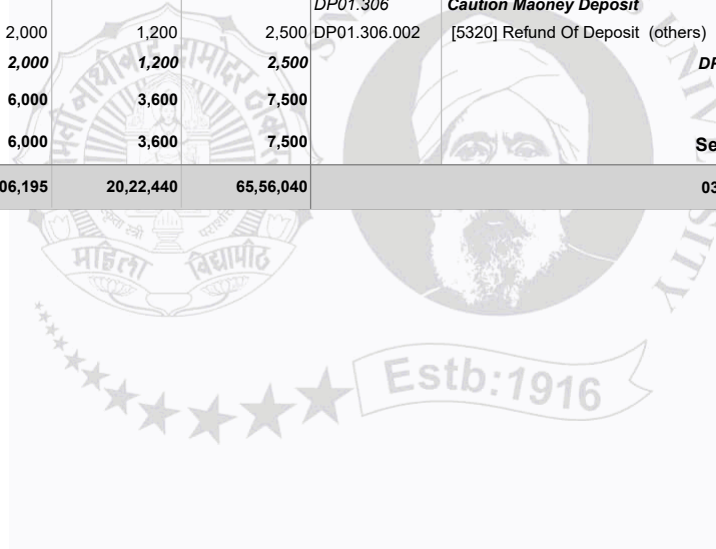 DP01.306 Caution Maoney Deposit
2,000 1,200 2,500 DP01.306.002 [5320] Refund Of Deposit (others)
2,000 1,200 2,500 DP
6,000 3,600 7,500
6,000 3,600 7,500 Se
06,195 20,22,440 65,56,040 03
महिला विद्यापीठ
Estb:1916